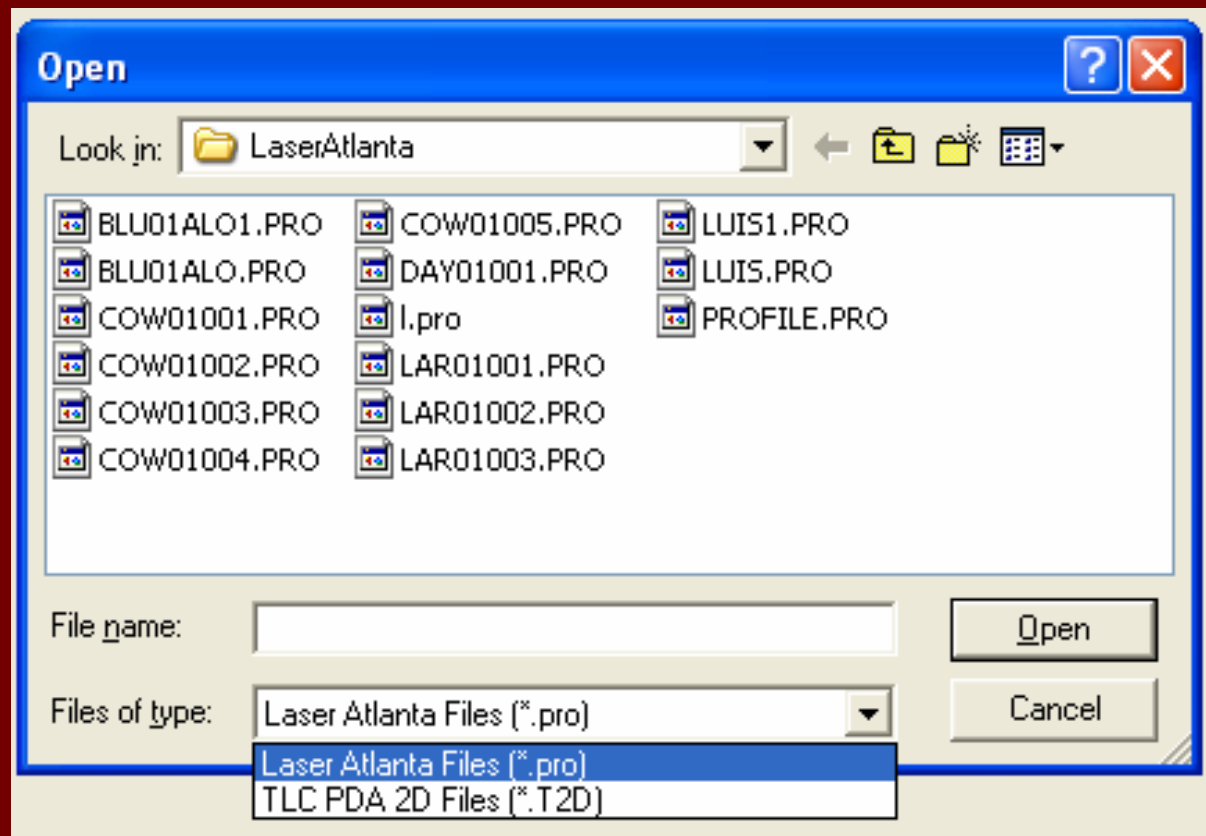 Open
Look in: LaserAtlanta
BLU01ALO1.PRO COW01005.PRO LUIS1.PRO
BLU01ALO.PRO DAY01001.PRO LUIS.PRO
COW01001.PRO l.pro PROFILE.PRO
COW01002.PRO LAR01001.PRO
COW01003.PRO LAR01002.PRO
COW01004.PRO LAR01003.PRO
File name: Open
Files of type: Laser Atlanta Files (*.pro) Cancel
Laser Atlanta Files (*.pro)
TLC PDA 2D Files (*.T2D)